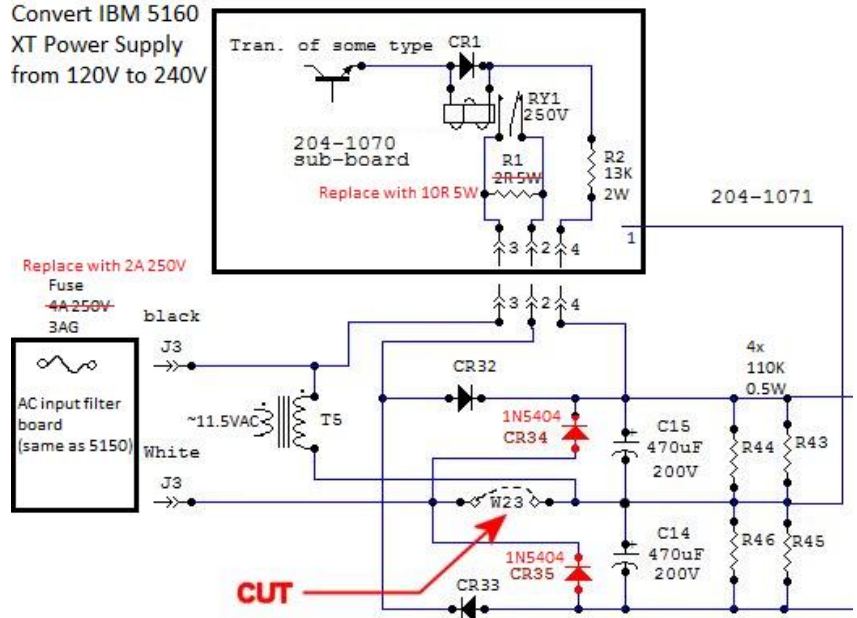 Convert IBM 5160
XT Power Supply
from 120V to 240V
Tran. of some type
CR1
RY1
250V
204-1070
sub-board
R1
2R 5W
Replace with 10R 5W
R2
13K
2W
204-1071
1
3 2 4
3 2 4
Replace with 2A 250V
Fuse
4A 250V
3AG
black
J3
AC input filter
board
(same as 5150)
~11.5VAC
T5
White
J3
CR32
1N5404
CR34
C15
470uF
200V
4x
110K
0.5W
R44
R43
W23
CUT
1N5404
CR35
CR33
C14
470uF
200V
R46
R45